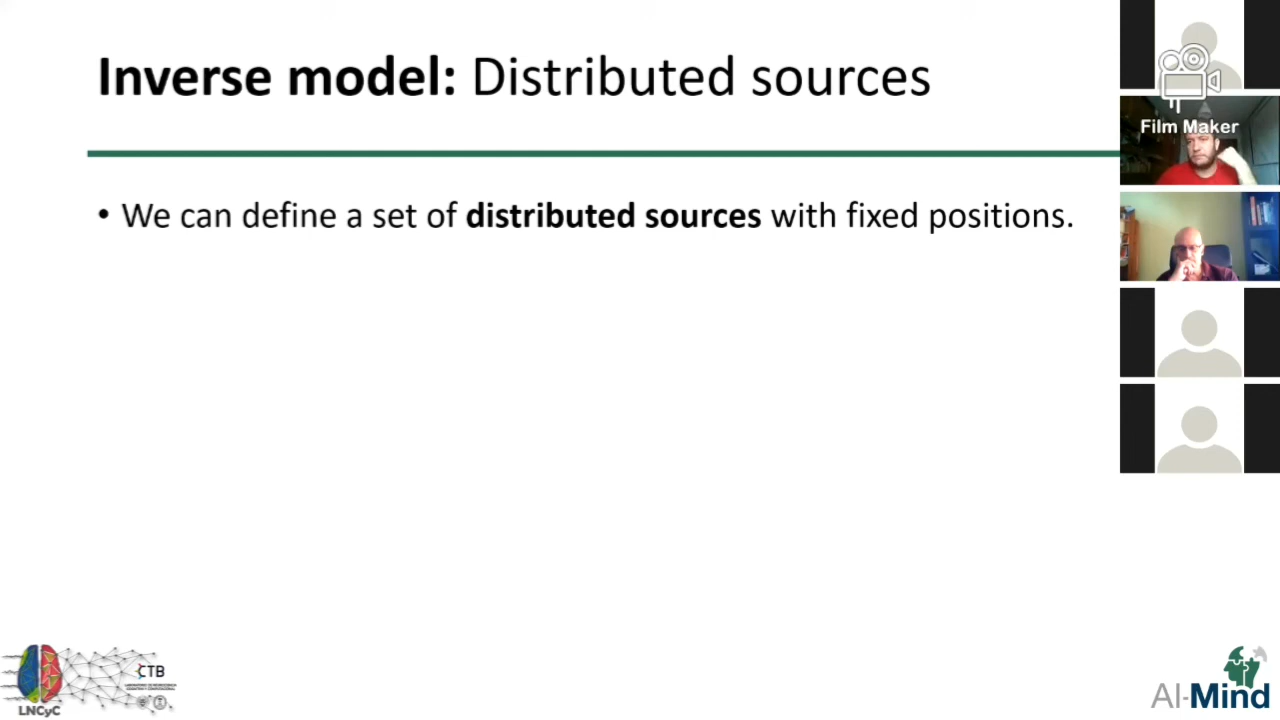 Inverse model: Distributed sources
Film Maker
• We can define a set of distributed sources with fixed positions.
CTB
LNCyC
AI-Mind